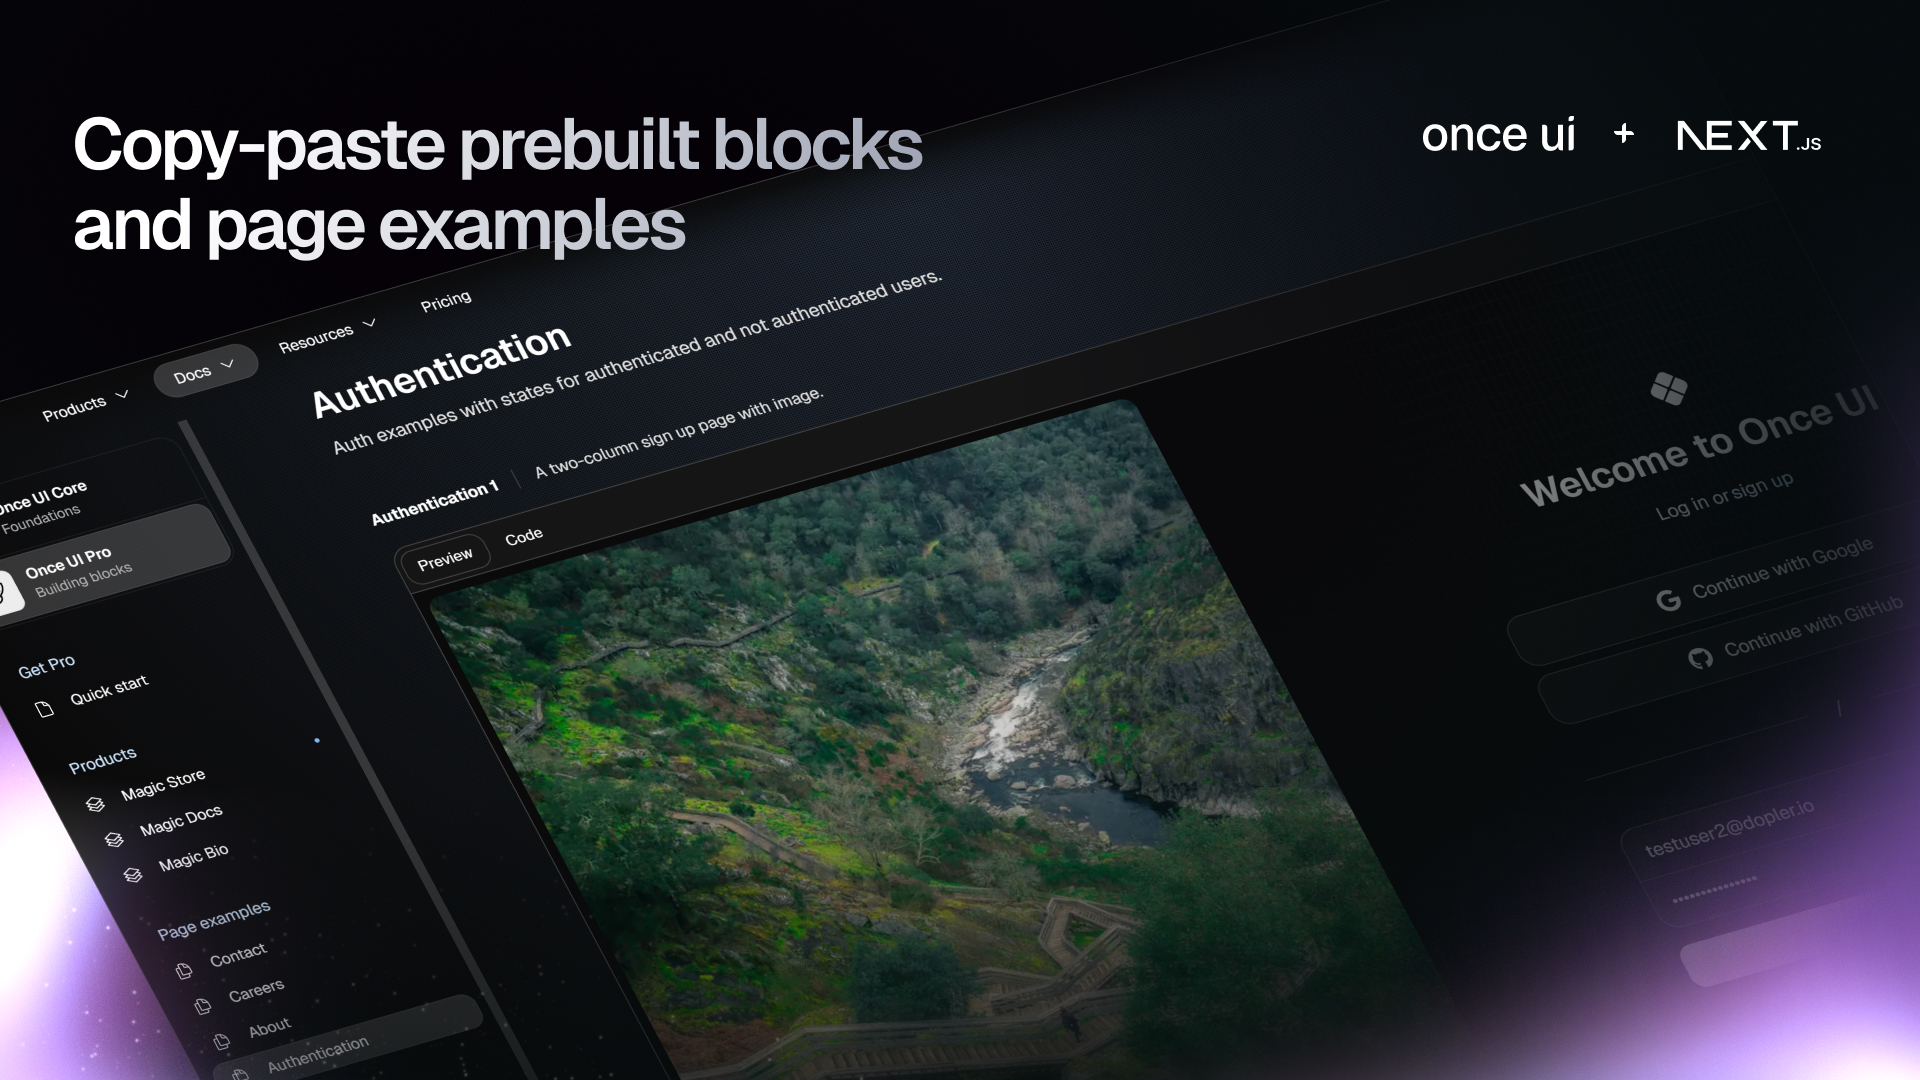 Copy-paste prebuilt blocks
and page examples
once ui + NEXT.JS
Products
Docs
Resources
Pricing
Once UI Core
Foundations
Once UI Pro
Building blocks
Get Pro
Quick start
Products
Magic Store
Magic Docs
Magic Bio
Page examples
Contact
Careers
About
Authentication
Authentication
Auth examples with states for authenticated and not authenticated users.
Authentication 1
A two-column sign up page with image.
Preview
Code
Welcome to Once UI
Log in or sign up
Continue with Google
Continue with GitHub
/
testuser2@dopler.io
••••••••••••••